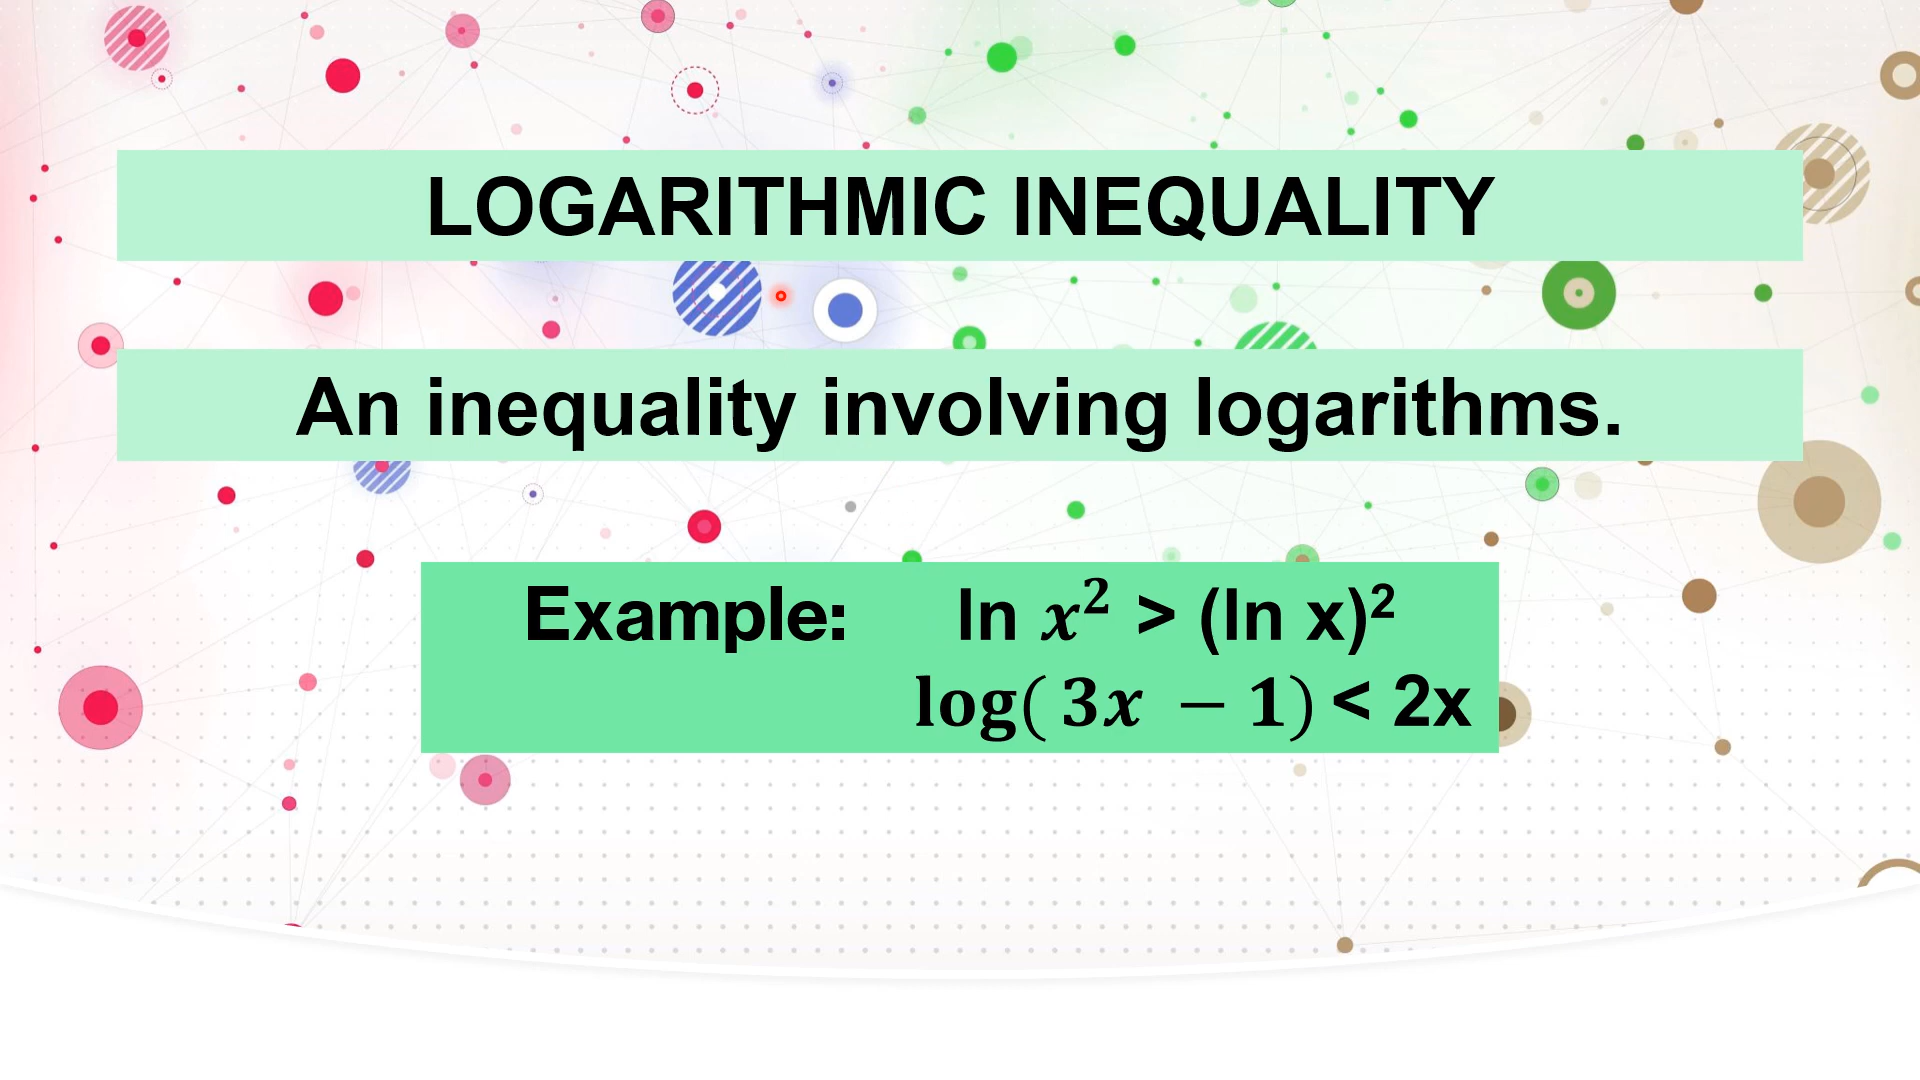 LOGARITHMIC INEQUALITY
An inequality involving logarithms.
Example: ln 𝒙² > (ln x)²
log( 3𝒙 − 1) < 2x